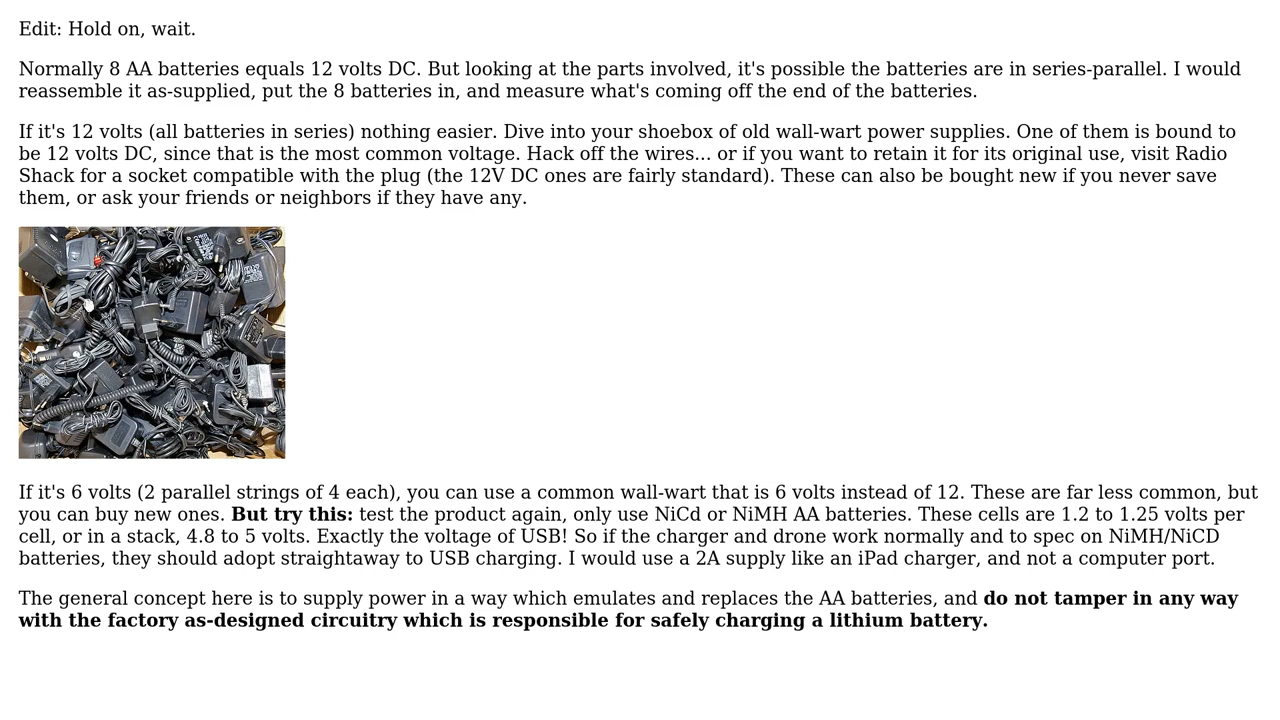 Edit: Hold on, wait.
Normally 8 AA batteries equals 12 volts DC. But looking at the parts involved, it's possible the batteries are in series-parallel. I would
reassemble it as-supplied, put the 8 batteries in, and measure what's coming off the end of the batteries.
If it's 12 volts (all batteries in series) nothing easier. Dive into your shoebox of old wall-wart power supplies. One of them is bound to
be 12 volts DC, since that is the most common voltage. Hack off the wires... or if you want to retain it for its original use, visit Radio
Shack for a socket compatible with the plug (the 12V DC ones are fairly standard). These can also be bought new if you never save
them, or ask your friends or neighbors if they have any.
If it's 6 volts (2 parallel strings of 4 each), you can use a common wall-wart that is 6 volts instead of 12. These are far less common, but
you can buy new ones. But try this: test the product again, only use NiCd or NiMH AA batteries. These cells are 1.2 to 1.25 volts per
cell, or in a stack, 4.8 to 5 volts. Exactly the voltage of USB! So if the charger and drone work normally and to spec on NiMH/NiCD
batteries, they should adopt straightaway to USB charging. I would use a 2A supply like an iPad charger, and not a computer port.
The general concept here is to supply power in a way which emulates and replaces the AA batteries, and do not tamper in any way
with the factory as-designed circuitry which is responsible for safely charging a lithium battery.